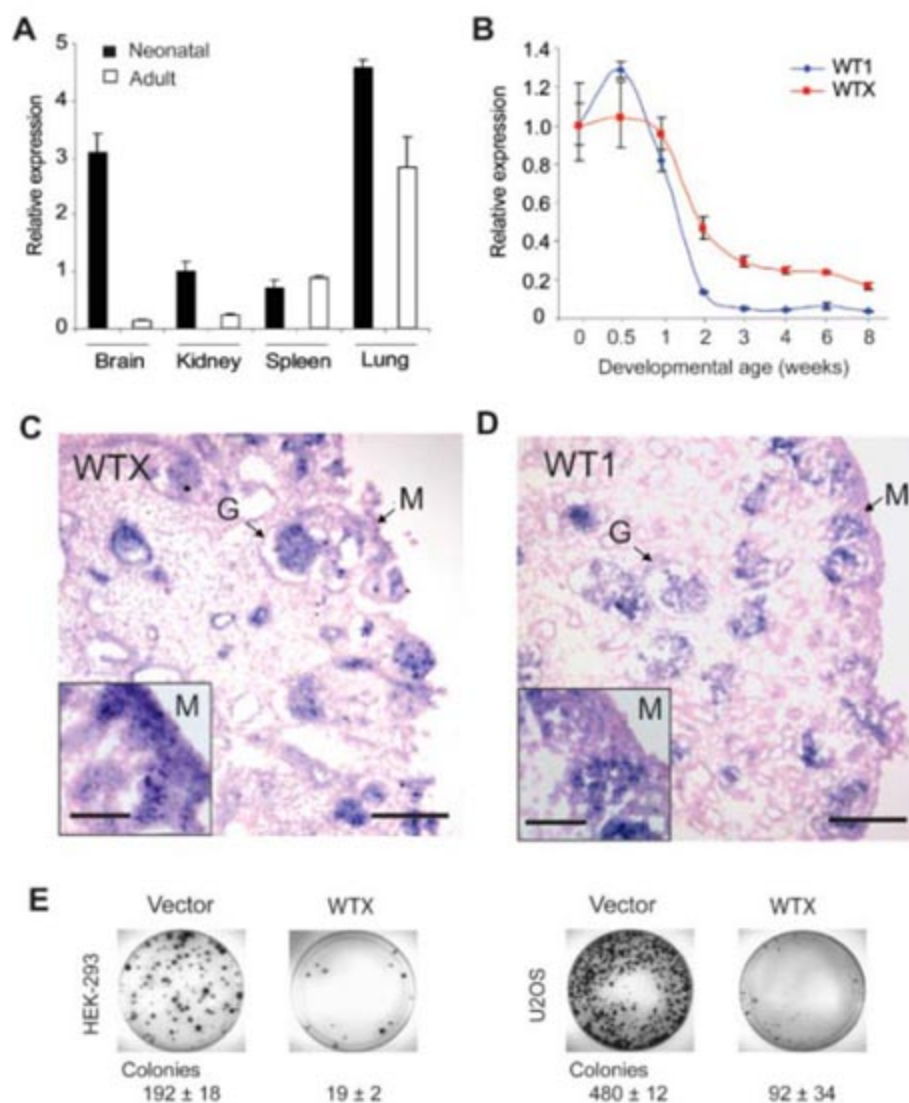 A
Neonatal
Adult
Relative expression
5
4
3
2
1
0
Brain Kidney Spleen Lung
B
WT1
WTX
Relative expression
1.4
1.2
1.0
0.8
0.6
0.4
0.2
0
0 0.5 1 2 3 4 6 8
Developmental age (weeks)
C
WTX
G
M
M
D
WT1
G
M
M
E
Vector WTX
HEK-293
Colonies
192 ± 18 19 ± 2
Vector WTX
U2OS
Colonies
480 ± 12 92 ± 34